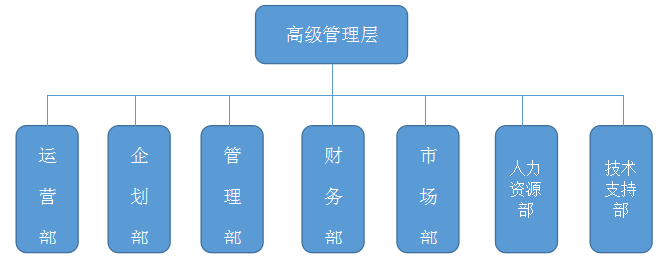 高级管理层
运营部
企划部
管理部
财务部
市场部
人力
资源
部
技术
支持
部